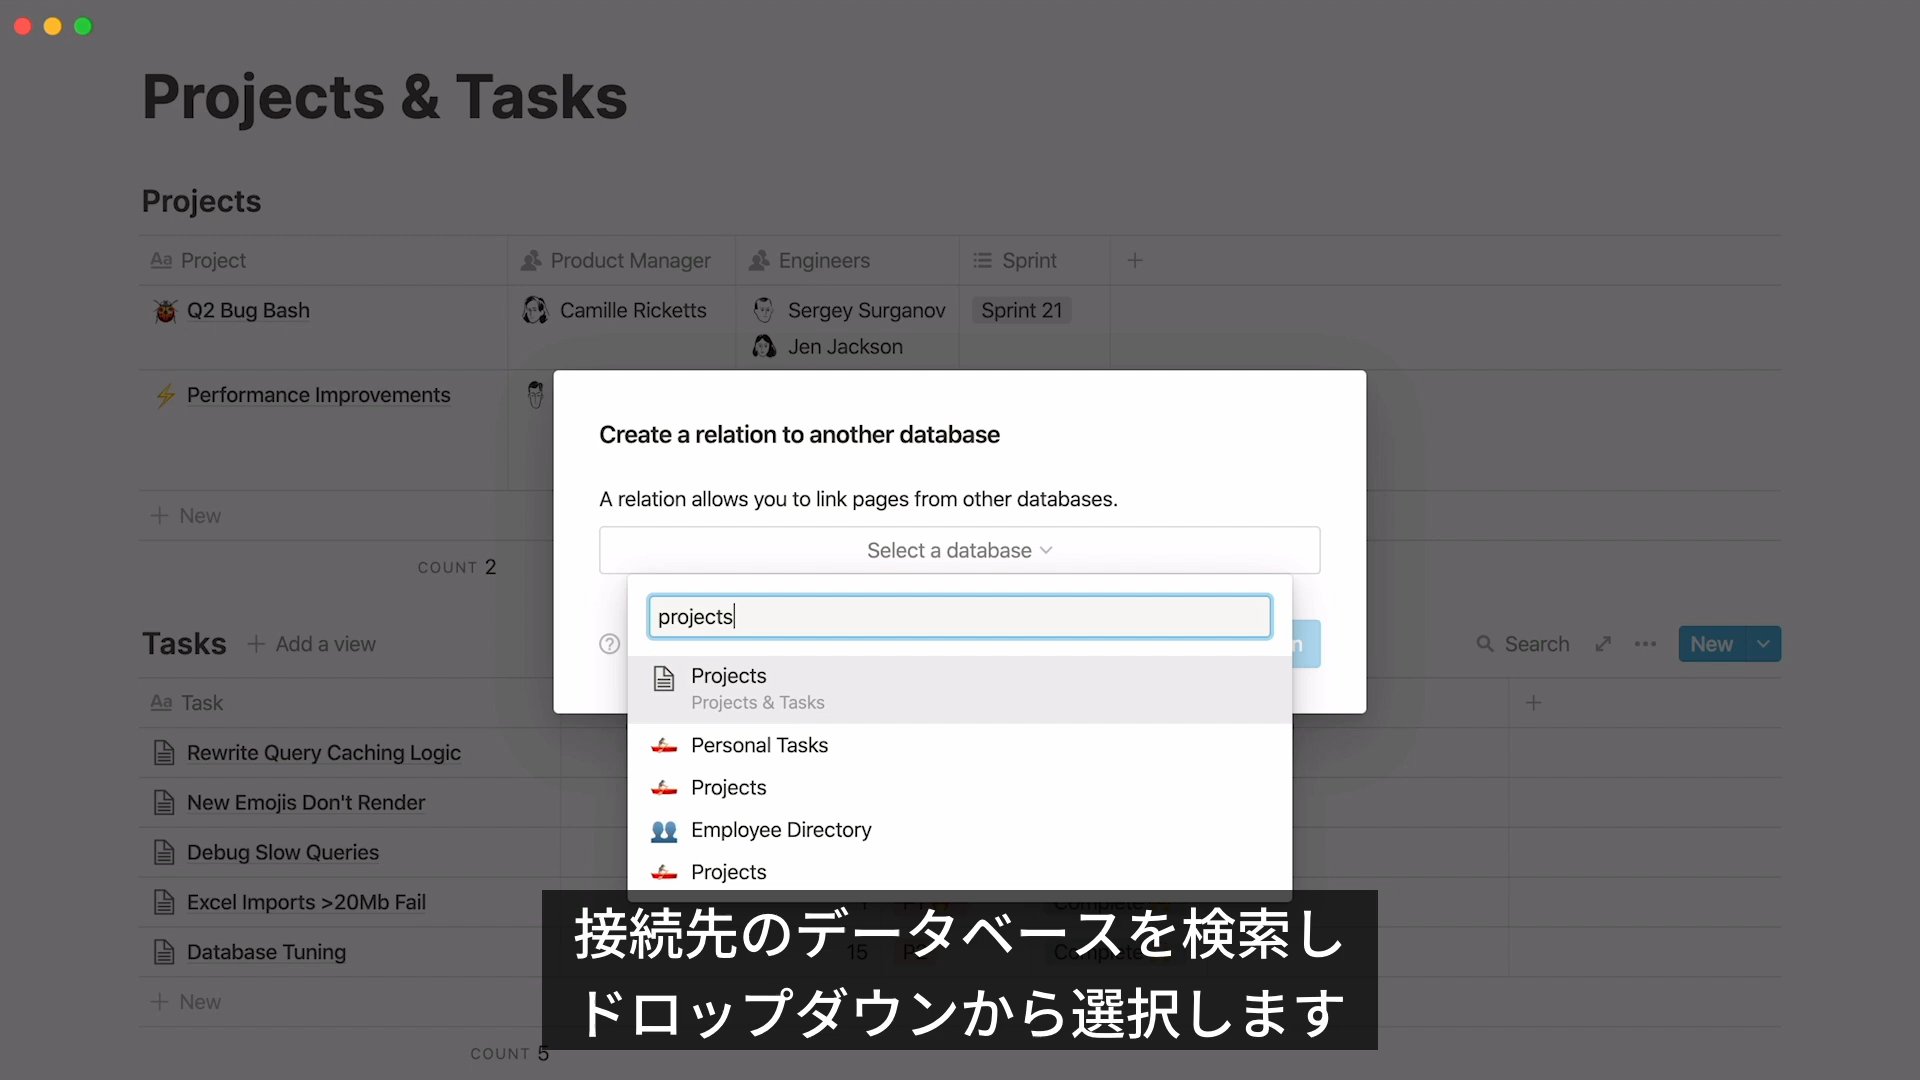 Projects & Tasks
Projects
Aa Project Product Manager Engineers Sprint
Q2 Bug Bash Camille Ricketts Sergey Surganov Sprint 21
Jen Jackson
Performance Improvements
+ New
COUNT 2
Create a relation to another database
A relation allows you to link pages from other databases.
Select a database
projects
Projects
Projects & Tasks
Personal Tasks
Projects
Employee Directory
Projects
Tasks + Add a view Search New
Aa Task
Rewrite Query Caching Logic
New Emojis Don't Render
Debug Slow Queries
Excel Imports >20Mb Fail Complete
Database Tuning 15 Complete
+ New
COUNT 5
接続先のデータベースを検索し
ドロップダウンから選択します